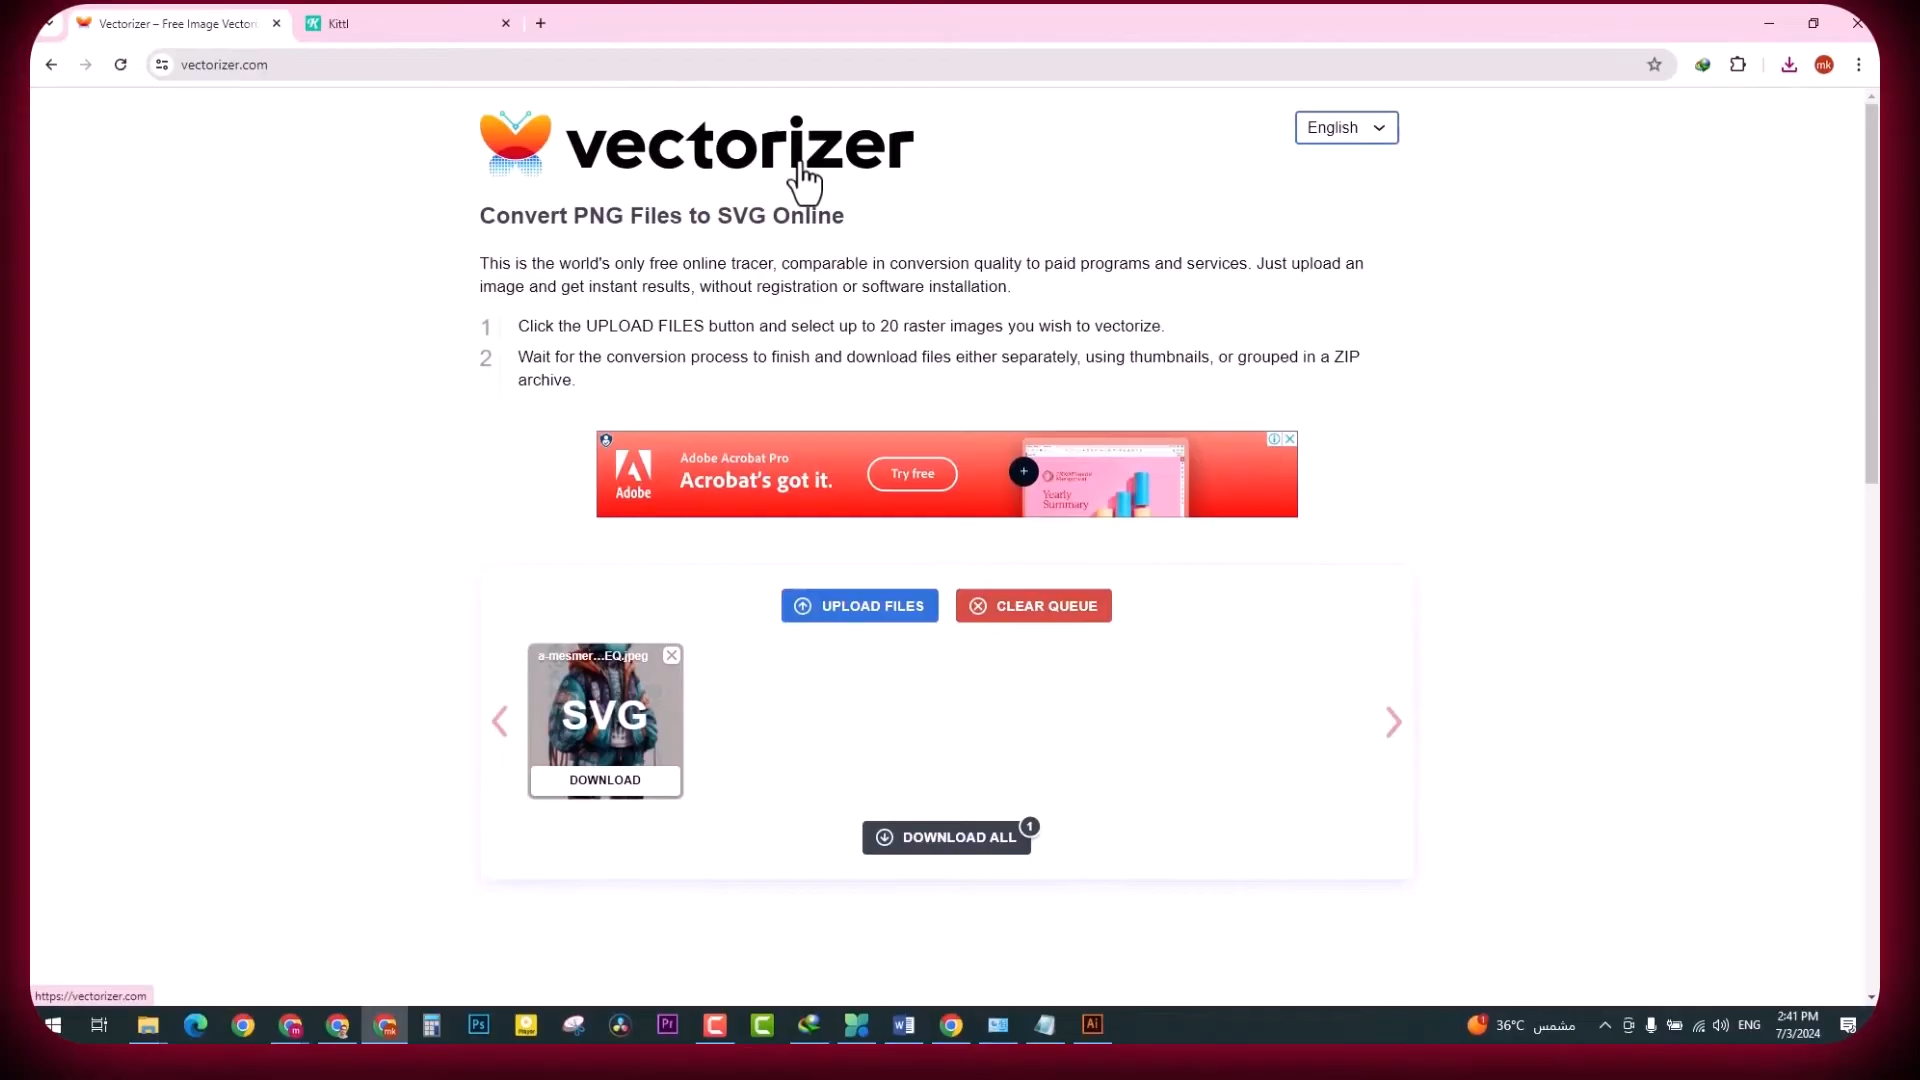 Vectorizer – Free Image Vector
Kittl
vectorizer.com
mk
vectorizer
English
Convert PNG Files to SVG Online
This is the world's only free online tracer, comparable in conversion quality to paid programs and services. Just upload an
image and get instant results, without registration or software installation.
1 Click the UPLOAD FILES button and select up to 20 raster images you wish to vectorize.
2 Wait for the conversion process to finish and download files either separately, using thumbnails, or grouped in a ZIP
archive.
Adobe
Adobe Acrobat Pro
Acrobat's got it.
Try free
Yearly
Summary
UPLOAD FILES
CLEAR QUEUE
a-mesmer...EQ.jpeg
SVG
DOWNLOAD
DOWNLOAD ALL
1
https://vectorizer.com
m
mk
Ps
Pr
Ai
36°C مشمس
ENG
2:41 PM
7/3/2024